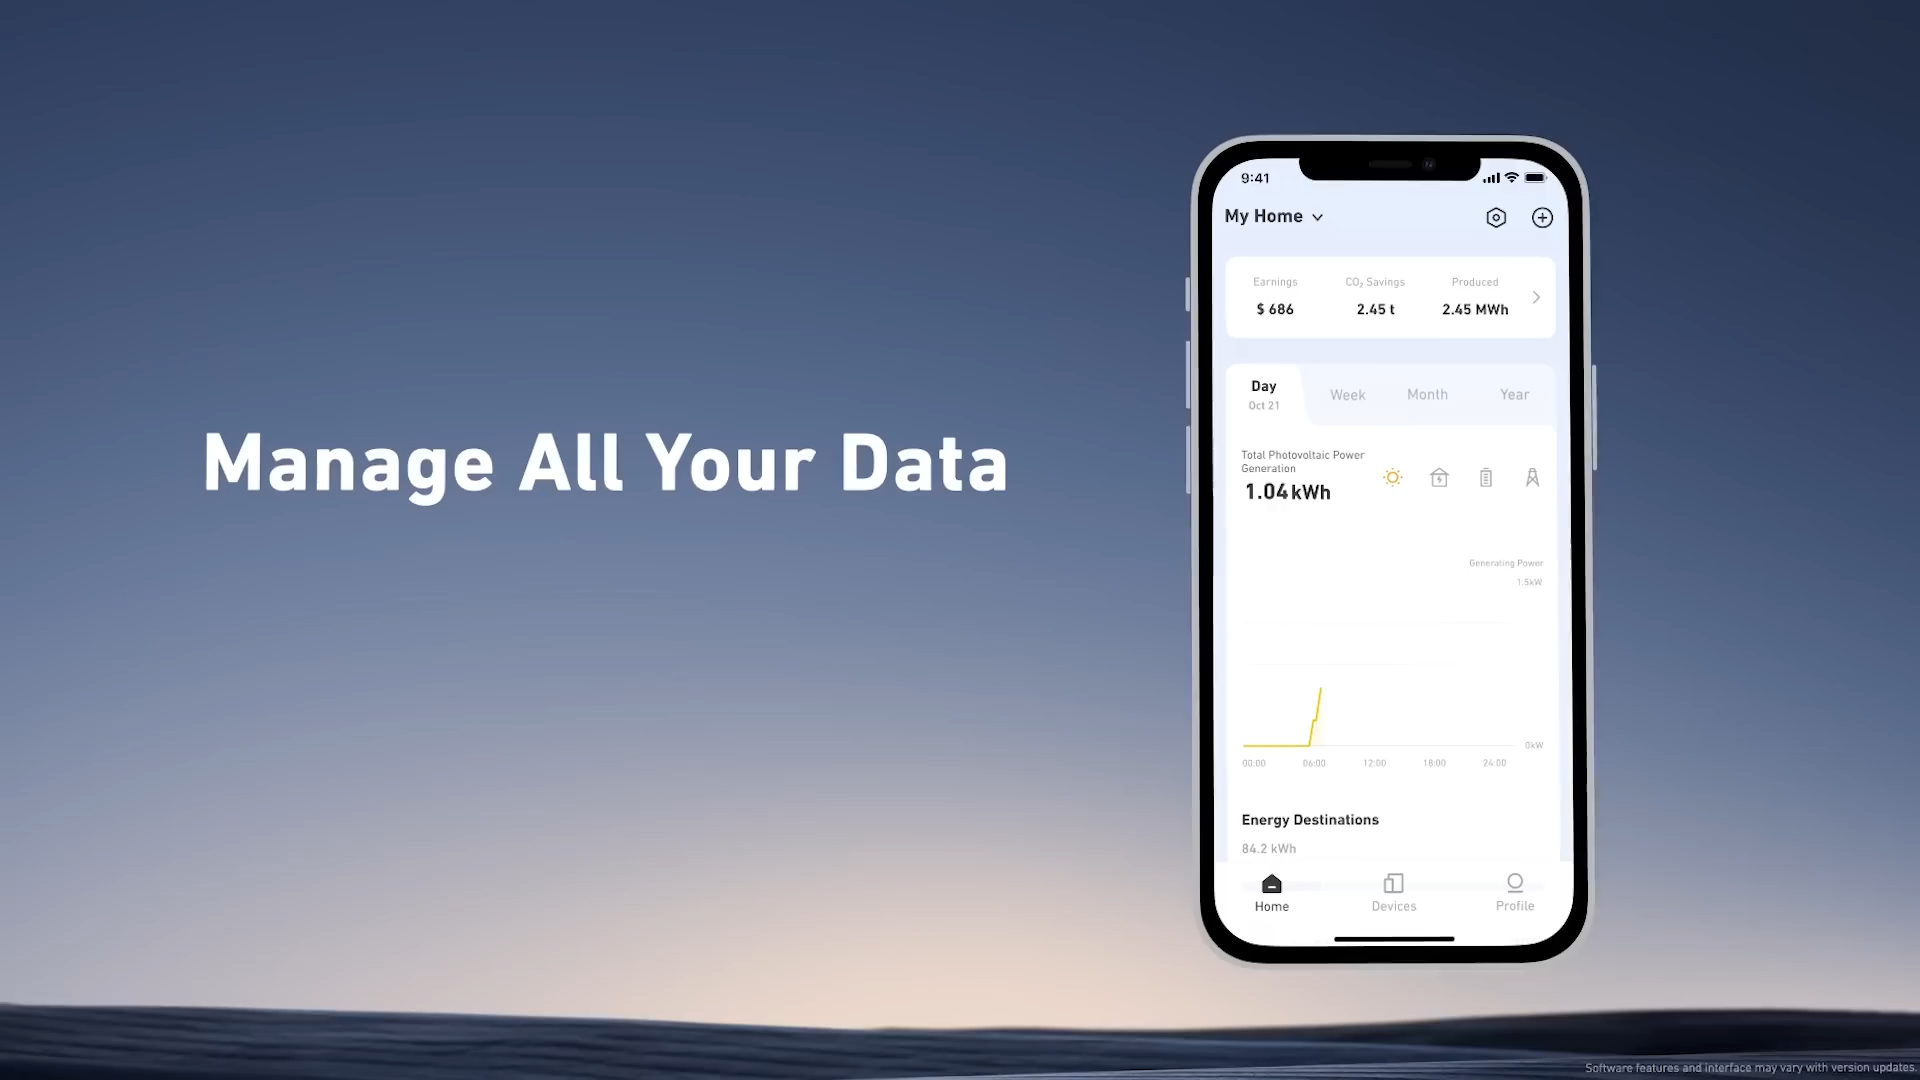 Manage All Your Data
9:41
My Home
Earnings CO₂ Savings Produced
$ 686 2.45 t 2.45 MWh
Day Week Month Year
Oct 21
Total Photovoltaic Power
Generation
1.04kWh
Generating Power
1.5kW
0kW
00:00 06:00 12:00 18:00 24:00
Energy Destinations
84.2 kWh
Home Devices Profile
Software features and interface may vary with version updates.